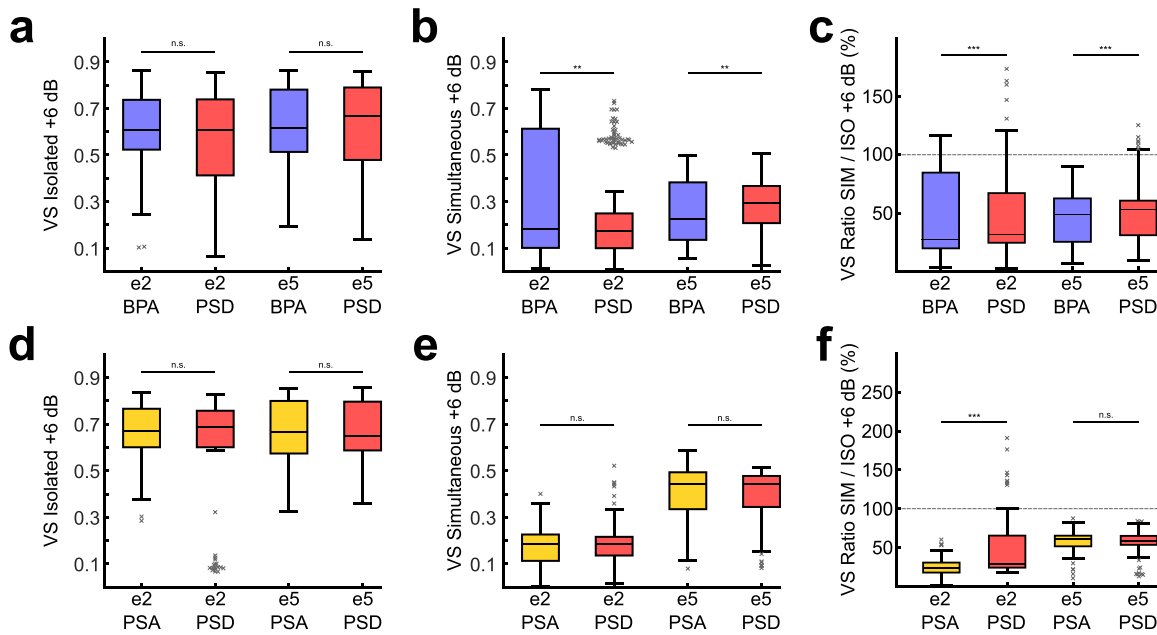 a
VS Isolated +6 dB
0.9
0.7
0.5
0.3
0.1
n.s.
n.s.
e2 e2 e5 e5
BPA PSD BPA PSD
b
VS Simultaneous +6 dB
0.9
0.7
0.5
0.3
0.1
**
**
e2 e2 e5 e5
BPA PSD BPA PSD
c
VS Ratio SIM / ISO +6 dB (%)
150
100
50
***
***
e2 e2 e5 e5
BPA PSD BPA PSD
d
VS Isolated +6 dB
0.9
0.7
0.5
0.3
0.1
n.s.
n.s.
e2 e2 e5 e5
PSA PSD PSA PSD
e
VS Simultaneous +6 dB
0.9
0.7
0.5
0.3
0.1
n.s.
n.s.
e2 e2 e5 e5
PSA PSD PSA PSD
f
VS Ratio SIM / ISO +6 dB (%)
250
200
150
100
50
***
n.s.
e2 e2 e5 e5
PSA PSD PSA PSD